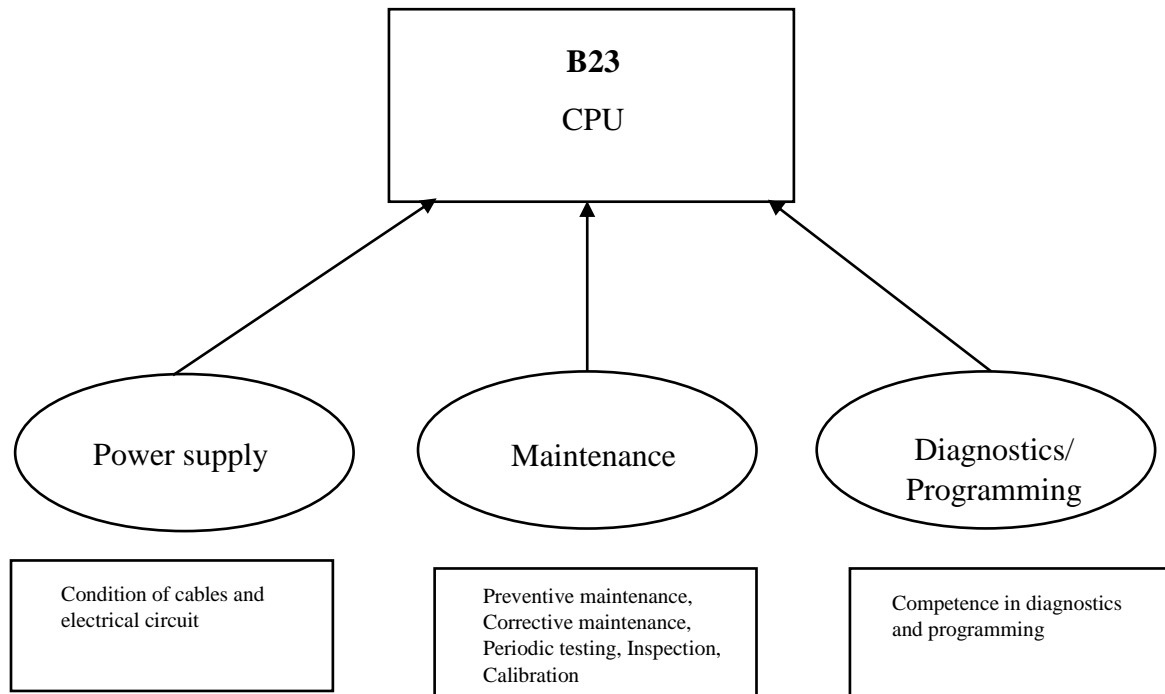 B23
CPU
Power supply
Maintenance
Diagnostics/
Programming
Condition of cables and
electrical circuit
Preventive maintenance,
Corrective maintenance,
Periodic testing, Inspection,
Calibration
Competence in diagnostics
and programming